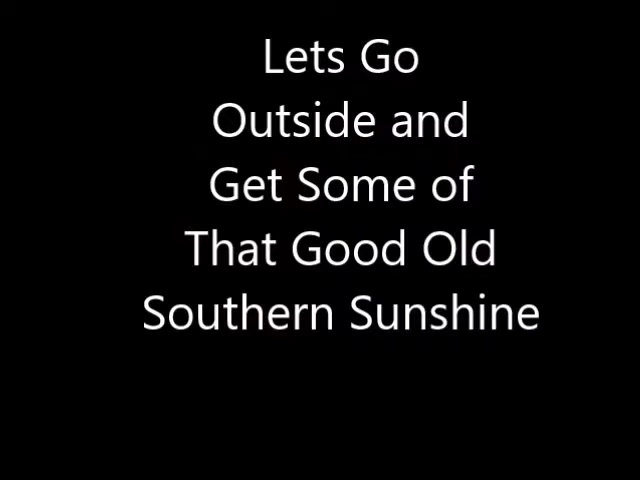 Lets Go
Outside and
Get Some of
That Good Old
Southern Sunshine